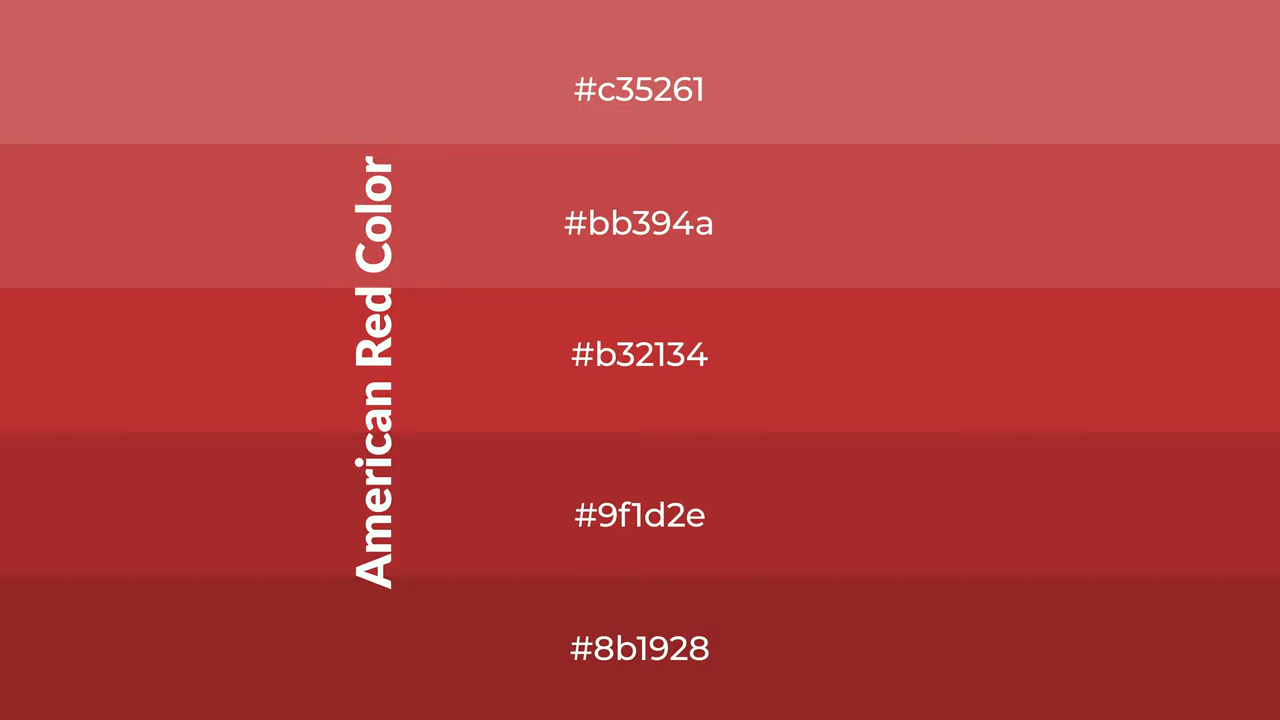 American Red Color
#c35261
#bb394a
#b32134
#9f1d2e
#8b1928